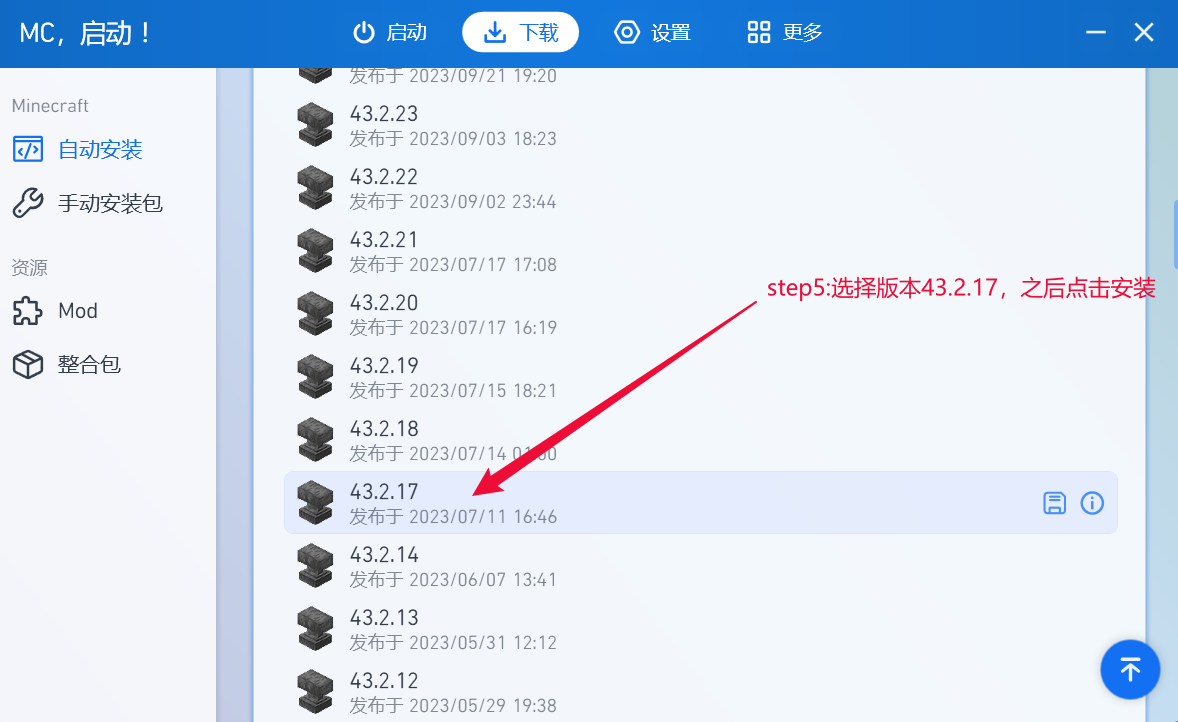 MC，启动！
启动
下载
设置
更多
Minecraft
自动安装
手动安装包
资源
Mod
整合包
发布于 2023/09/21 19:20
43.2.23
发布于 2023/09/03 18:23
43.2.22
发布于 2023/09/02 23:44
43.2.21
发布于 2023/07/17 17:08
step5:选择版本43.2.17，之后点击安装
43.2.20
发布于 2023/07/17 16:19
43.2.19
发布于 2023/07/15 18:21
43.2.18
发布于 2023/07/14
43.2.17
发布于 2023/07/11 16:46
43.2.14
发布于 2023/06/07 13:41
43.2.13
发布于 2023/05/31 12:12
43.2.12
发布于 2023/05/29 19:38